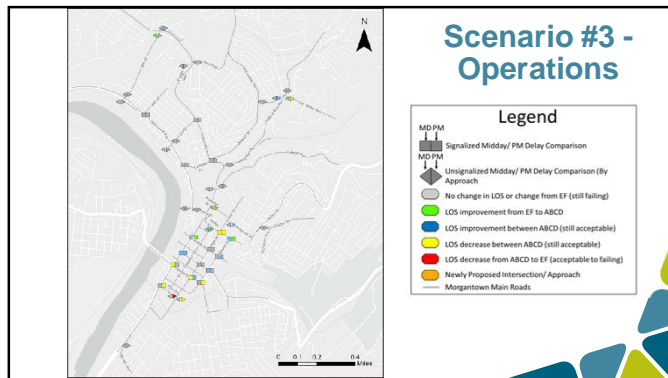 Scenario #3 -
Operations
N
Legend
MD PM
Signalized Midday/ PM Delay Comparison
MD PM
Unsignalized Midday/ PM Delay Comparison (By
Approach
No change in LOS or change from EF (still failing)
LOS improvement from EF to ABCD
LOS improvement between ABCD (still acceptable)
LOS decrease between ABCD (still acceptable)
LOS decrease from ABCD to EF (acceptable to failing)
Newly Proposed Intersection/ Approach
Morgantown Main Roads
0 0.1 0.2 0.4
Miles